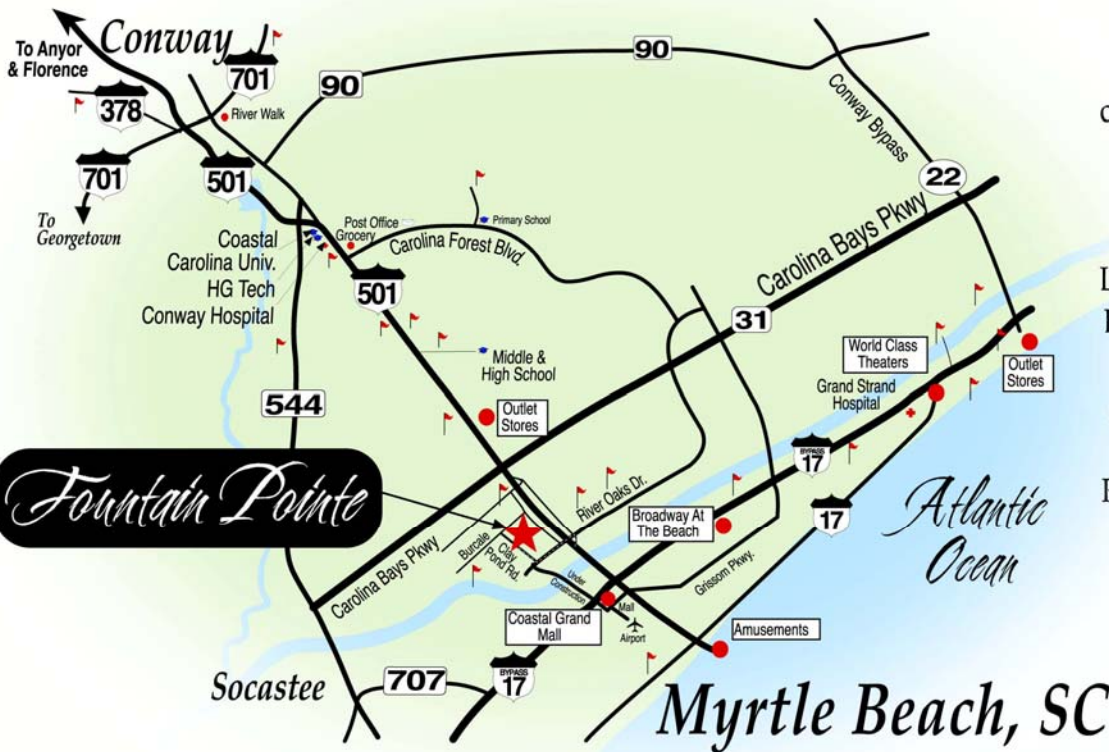 To Anyor
& Florence
Conway
701
90
90
378
River Walk
Conway Bypass
701
501
22
To
Georgetown
Post Office
Grocery
Primary School
Coastal
Carolina Univ.
HG Tech
Conway Hospital
Carolina Forest Blvd.
Carolina Bays Pkwy
501
31
Middle &
High School
World Class
Theaters
Outlet
Stores
Grand Strand
Hospital
544
Outlet
Stores
BYPASS
17
Fountain Pointe
River Oaks Dr.
Broadway At
The Beach
17
Atlantic
Ocean
Carolina Bays Pkwy
Burcale
Clay
Pond Rd.
Under
Construction
Grissom Pkwy.
Mall
Coastal Grand
Mall
Airport
Amusements
BYPASS
17
Socastee
707
Myrtle Beach, SC